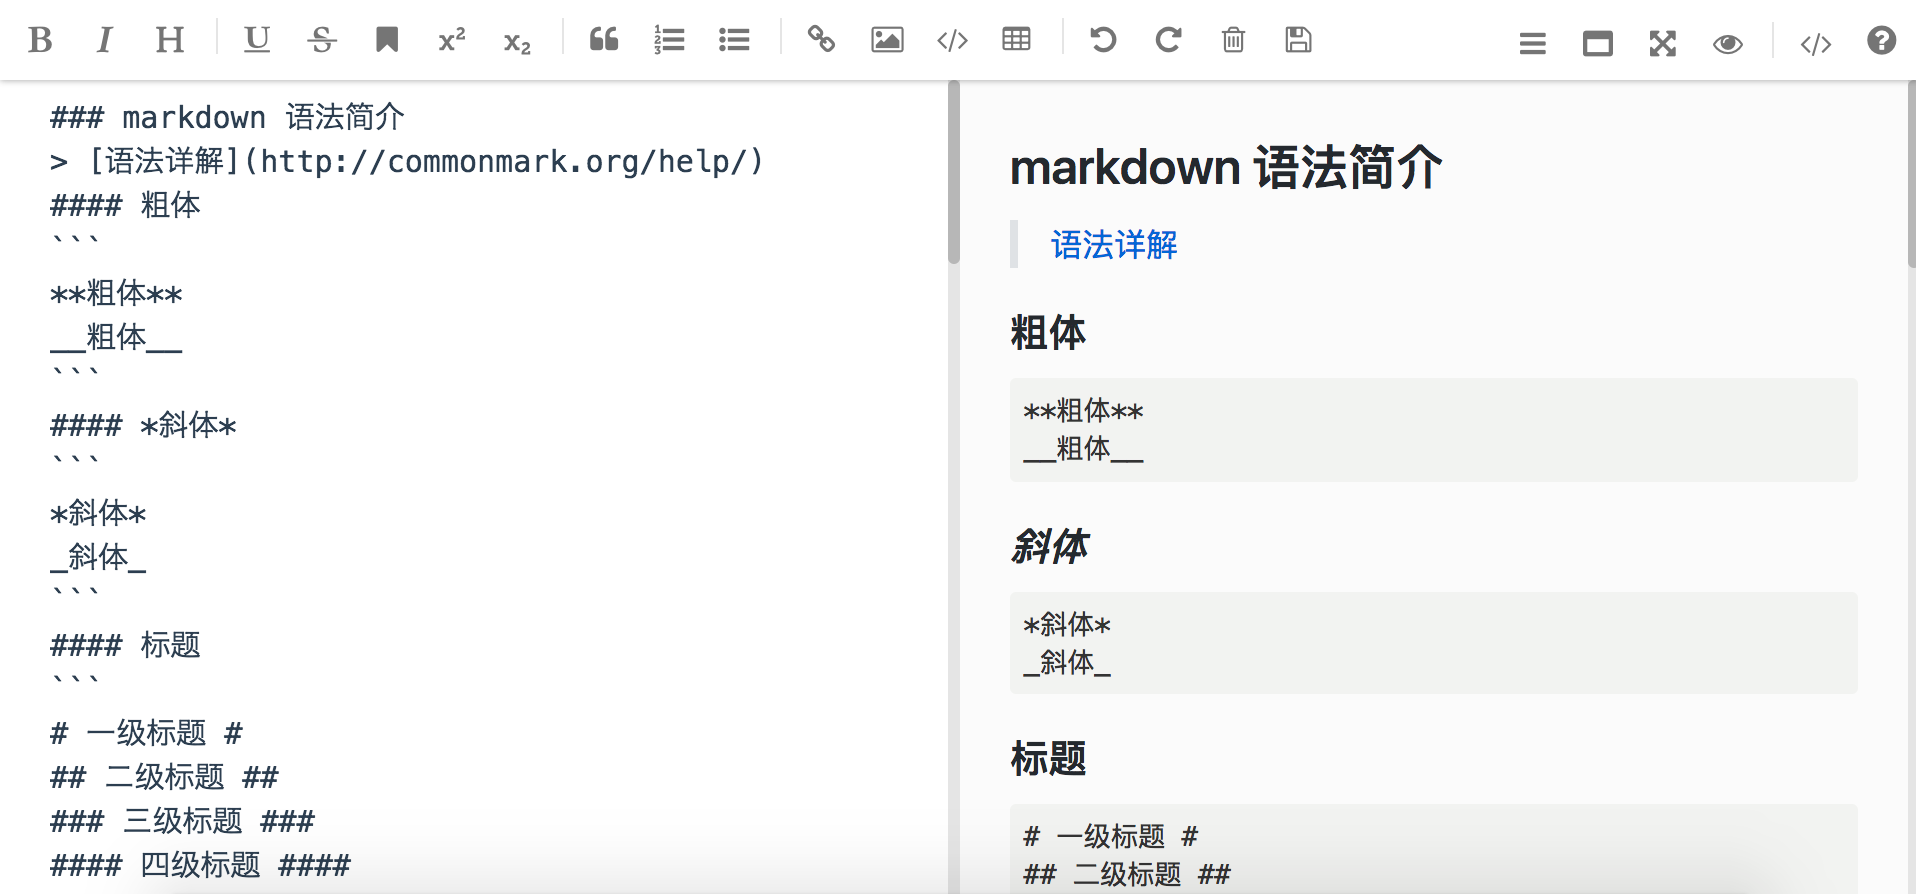 B I H U S x² x₂
### markdown 语法简介
> [语法详解](http://commonmark.org/help/)
#### 粗体
```
**粗体**
__粗体__
```
#### *斜体*
```
*斜体*
_斜体_
```
#### 标题
```
# 一级标题 #
## 二级标题 ##
### 三级标题 ###
#### 四级标题 ####
markdown 语法简介
语法详解
粗体
**粗体**
__粗体__
斜体
*斜体*
_斜体_
标题
# 一级标题 #
## 二级标题 ##